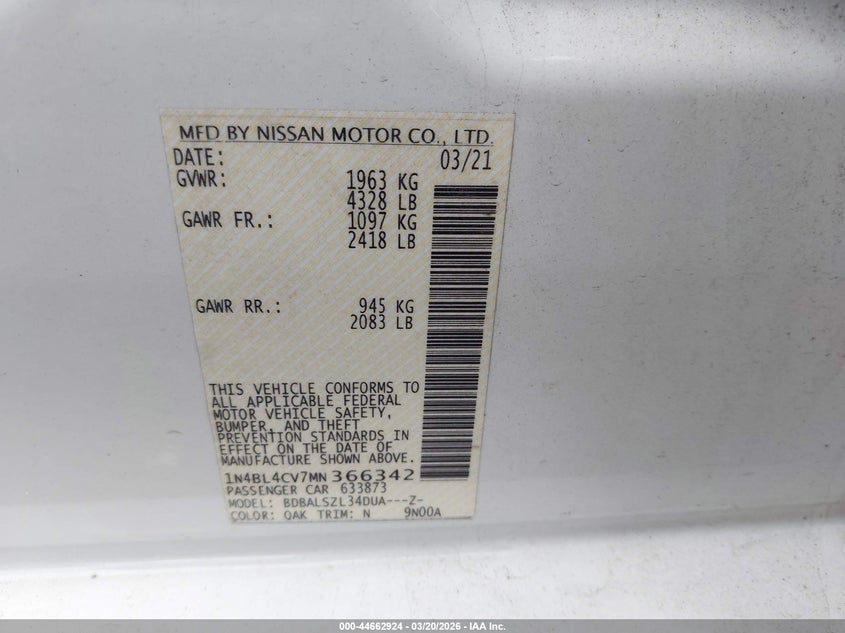 MFD BY NISSAN MOTOR CO., LTD.
DATE: 03/21
GVWR: 1963 KG
4328 LB
GAWR FR.: 1097 KG
2418 LB
GAWR RR.: 945 KG
2083 LB
THIS VEHICLE CONFORMS TO
ALL APPLICABLE FEDERAL
MOTOR VEHICLE SAFETY,
BUMPER, AND THEFT
PREVENTION STANDARDS IN
EFFECT ON THE DATE OF
MANUFACTURE SHOWN ABOVE.
1N4BL4CV7MN366342
PASSENGER CAR 633873
MODEL: BDBALSZL34DUA---Z-
COLOR: QAK TRIM: N 9N00A
000-44662924 | 03/20/2026 - IAA Inc.